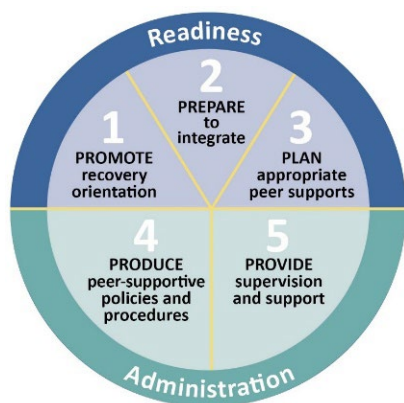 Readiness
1
PROMOTE
recovery
orientation
2
PREPARE
to
integrate
3
PLAN
appropriate
peer supports
4
PRODUCE
peer-supportive
policies and
procedures
5
PROVIDE
supervision
and support
Administration